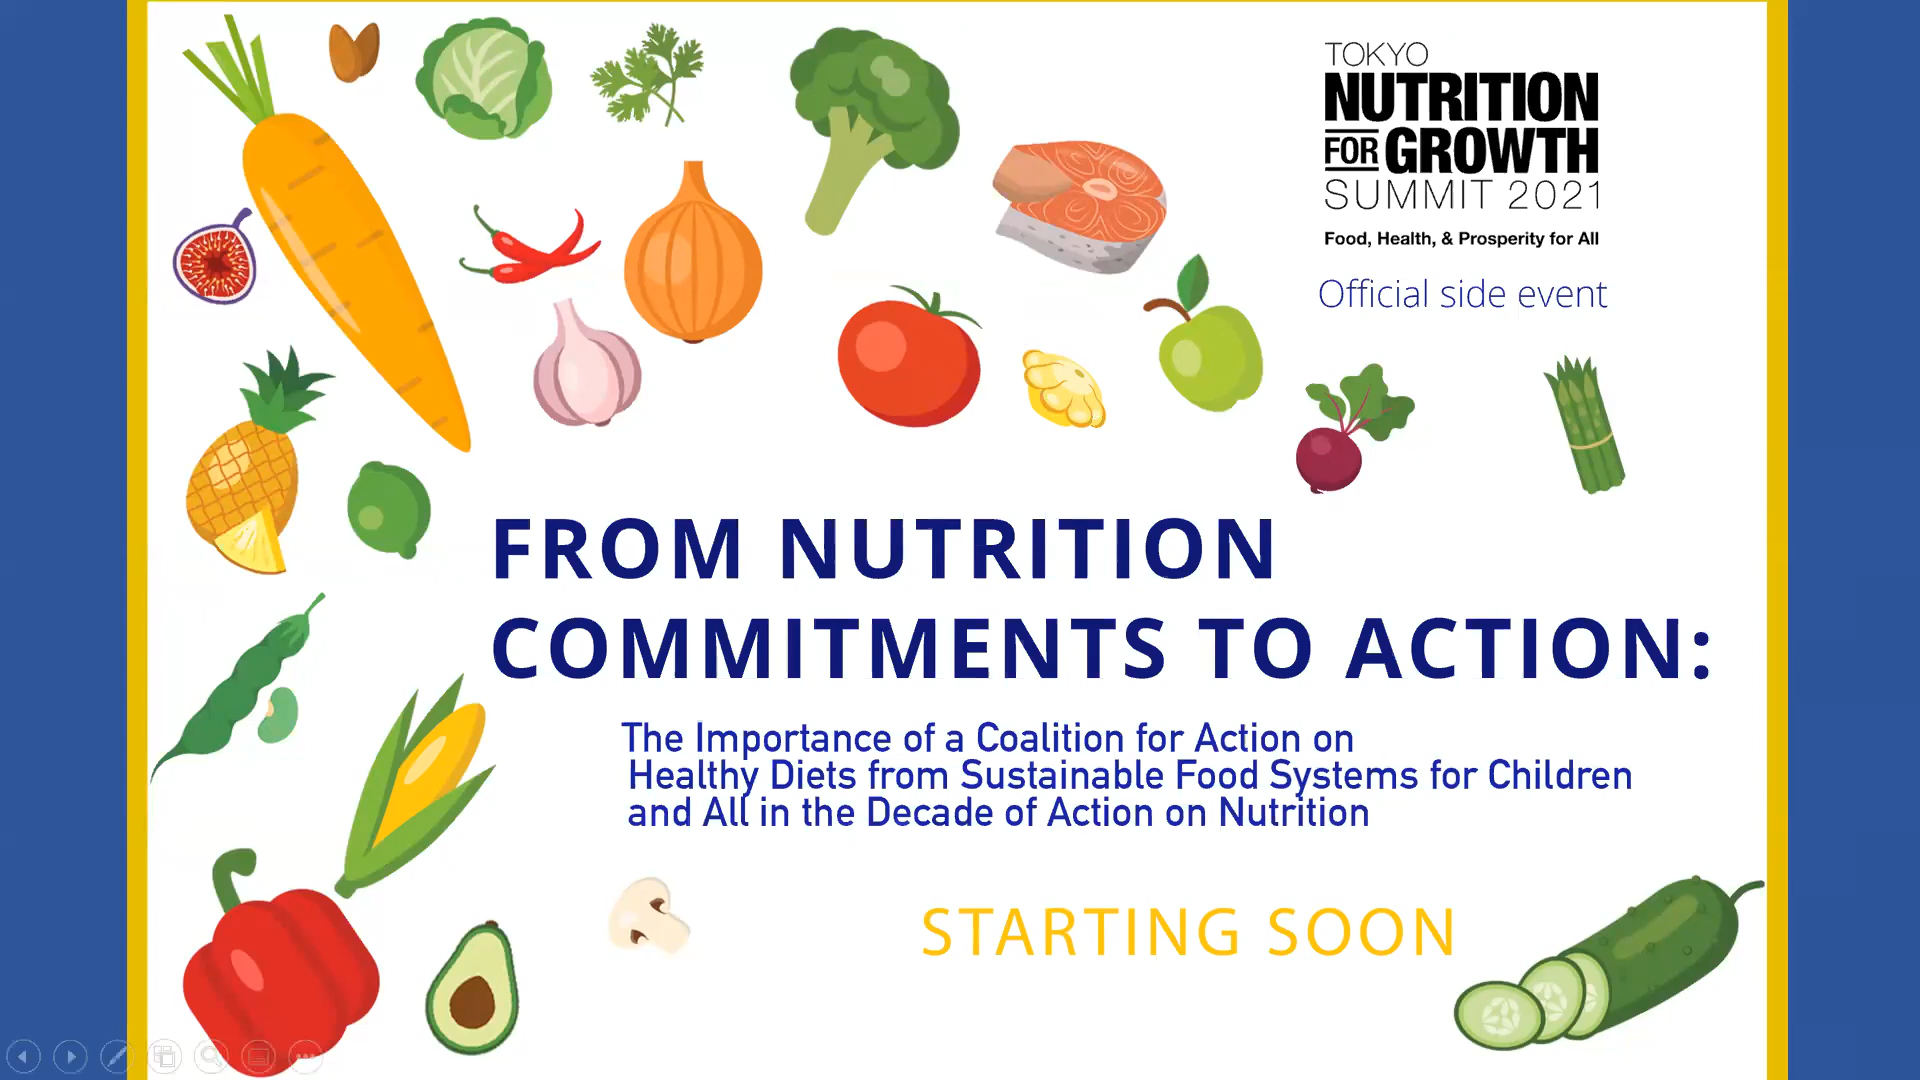 TOKYO
NUTRITION
FOR GROWTH
SUMMIT 2021
Food, Health, & Prosperity for All
Official side event
FROM NUTRITION
COMMITMENTS TO ACTION:
The Importance of a Coalition for Action on
Healthy Diets from Sustainable Food Systems for Children
and All in the Decade of Action on Nutrition
STARTING SOON